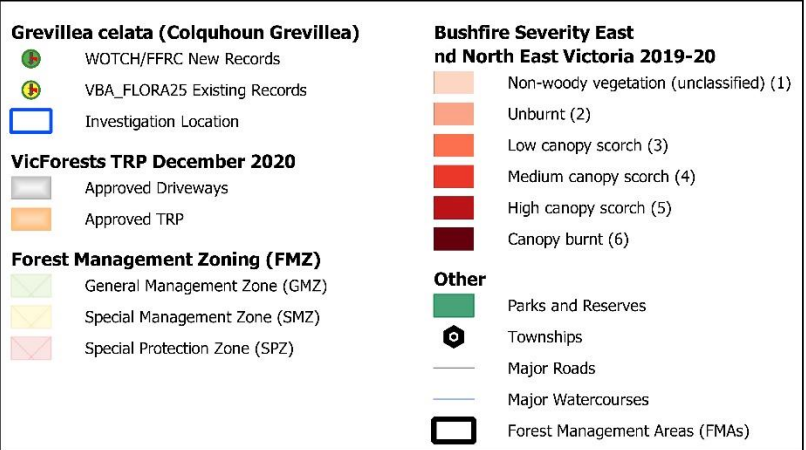 Grevillea celata (Colquhoun Grevillea)
WOTCH/FFRC New Records
VBA_FLORA25 Existing Records
Investigation Location
VicForests TRP December 2020
Approved Driveways
Approved TRP
Forest Management Zoning (FMZ)
General Management Zone (GMZ)
Special Management Zone (SMZ)
Special Protection Zone (SPZ)
Bushfire Severity East
nd North East Victoria 2019-20
Non-woody vegetation (unclassified) (1)
Unburnt (2)
Low canopy scorch (3)
Medium canopy scorch (4)
High canopy scorch (5)
Canopy burnt (6)
Other
Parks and Reserves
Townships
Major Roads
Major Watercourses
Forest Management Areas (FMAs)